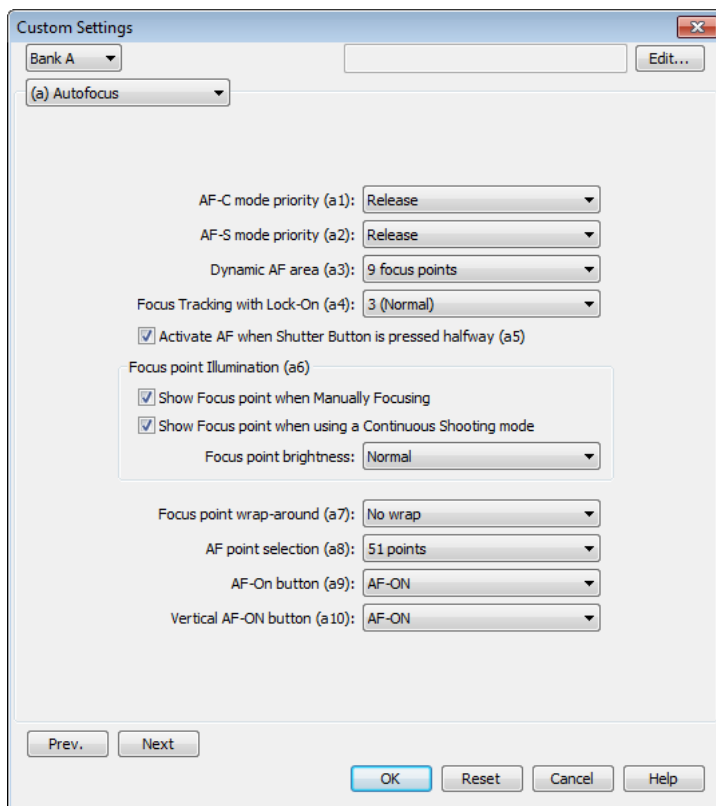 Custom Settings
Bank A
Edit...
(a) Autofocus
AF-C mode priority (a1): Release
AF-S mode priority (a2): Release
Dynamic AF area (a3): 9 focus points
Focus Tracking with Lock-On (a4): 3 (Normal)
Activate AF when Shutter Button is pressed halfway (a5)
Focus point Illumination (a6)
Show Focus point when Manually Focusing
Show Focus point when using a Continuous Shooting mode
Focus point brightness: Normal
Focus point wrap-around (a7): No wrap
AF point selection (a8): 51 points
AF-On button (a9): AF-ON
Vertical AF-ON button (a10): AF-ON
Prev. Next
OK Reset Cancel Help